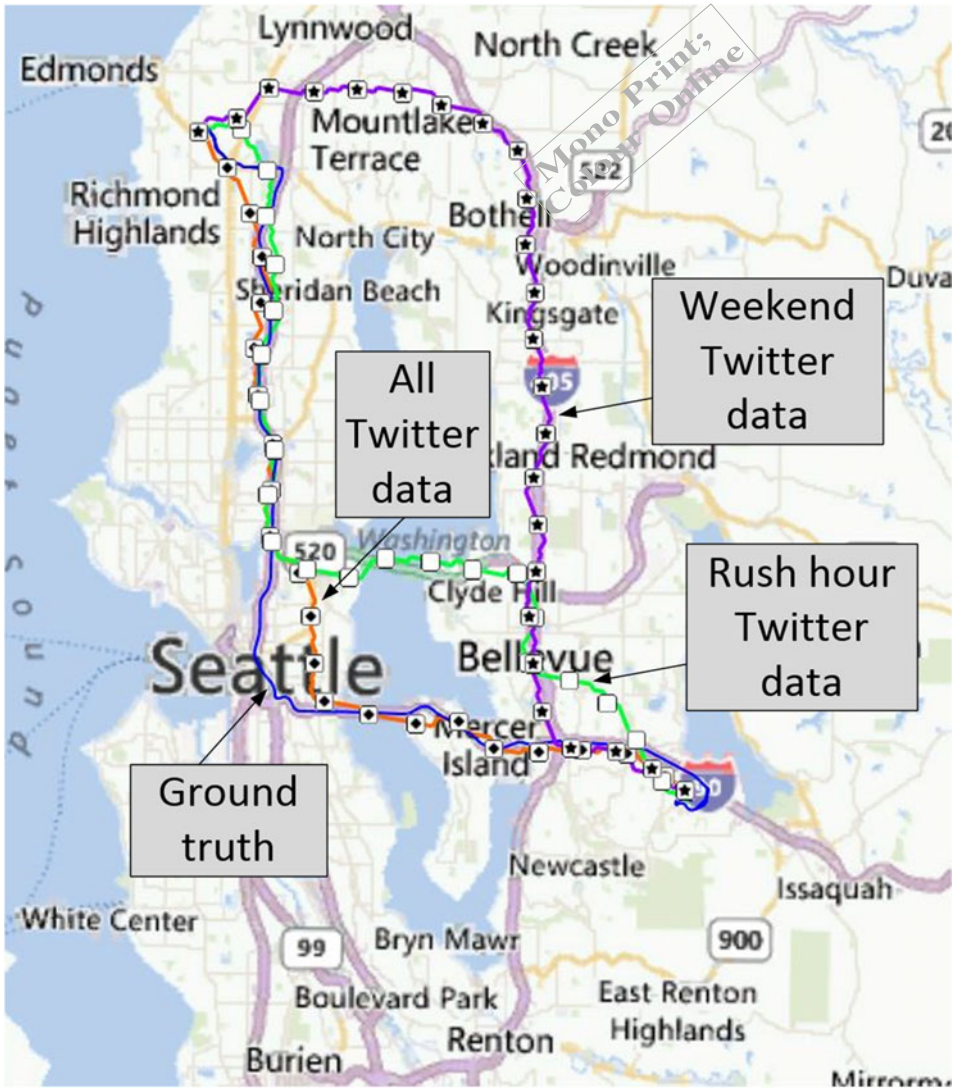 Lynnwood
North Creek
Edmonds
Mono Print;
Colour Online
Mountlake
Terrace
522
Richmond
Highlands
Bothell
North City
Woodinville
Duva
Sheridan Beach
Kingsgate
Weekend
Twitter
data
All
Twitter
data
405
kland Redmond
Puget Sound
520
Washington
Clyde Hill
Rush hour
Twitter
data
Seattle
Bellevue
Mercer
Island
Ground
truth
Newcastle
Issaquah
White Center
99
Bryn Mawr
900
Boulevard Park
East Renton
Highlands
Renton
Burien